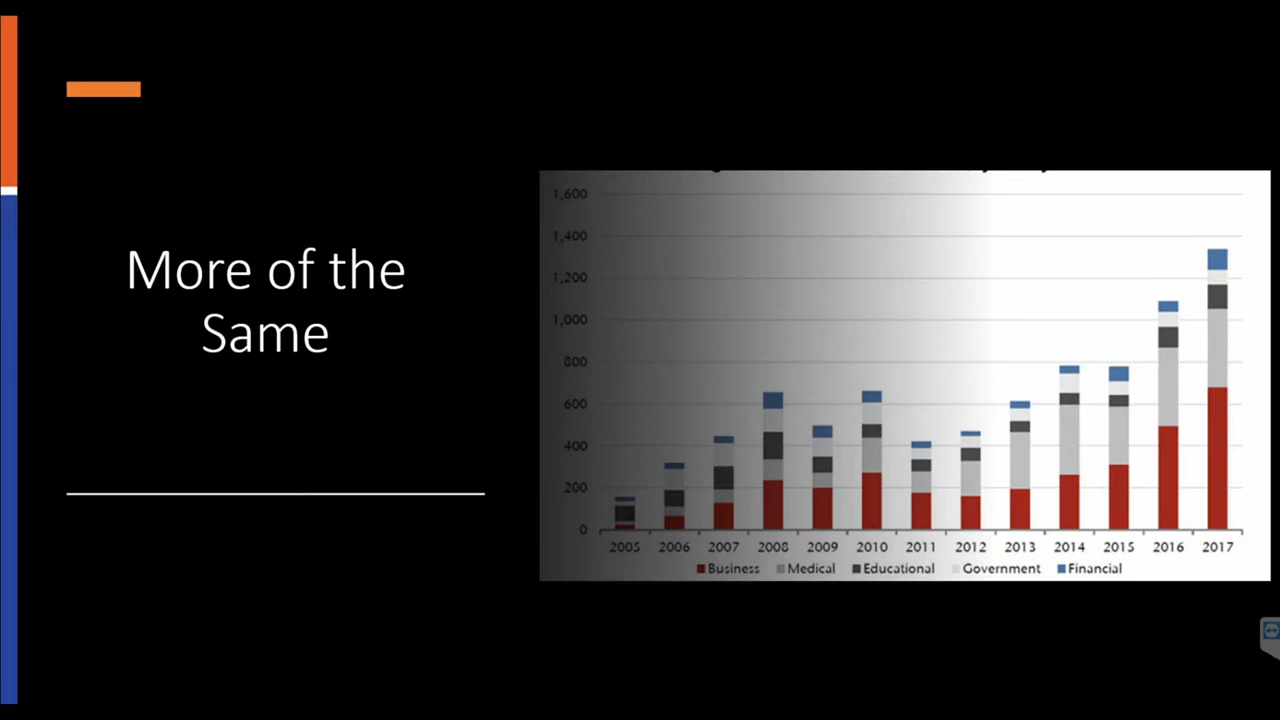 More of the
Same
1,600
1,400
1,200
1,000
800
600
400
200
0
2005 2006 2007 2008 2009 2010 2011 2012 2013 2014 2015 2016 2017
Business Medical Educational Government Financial